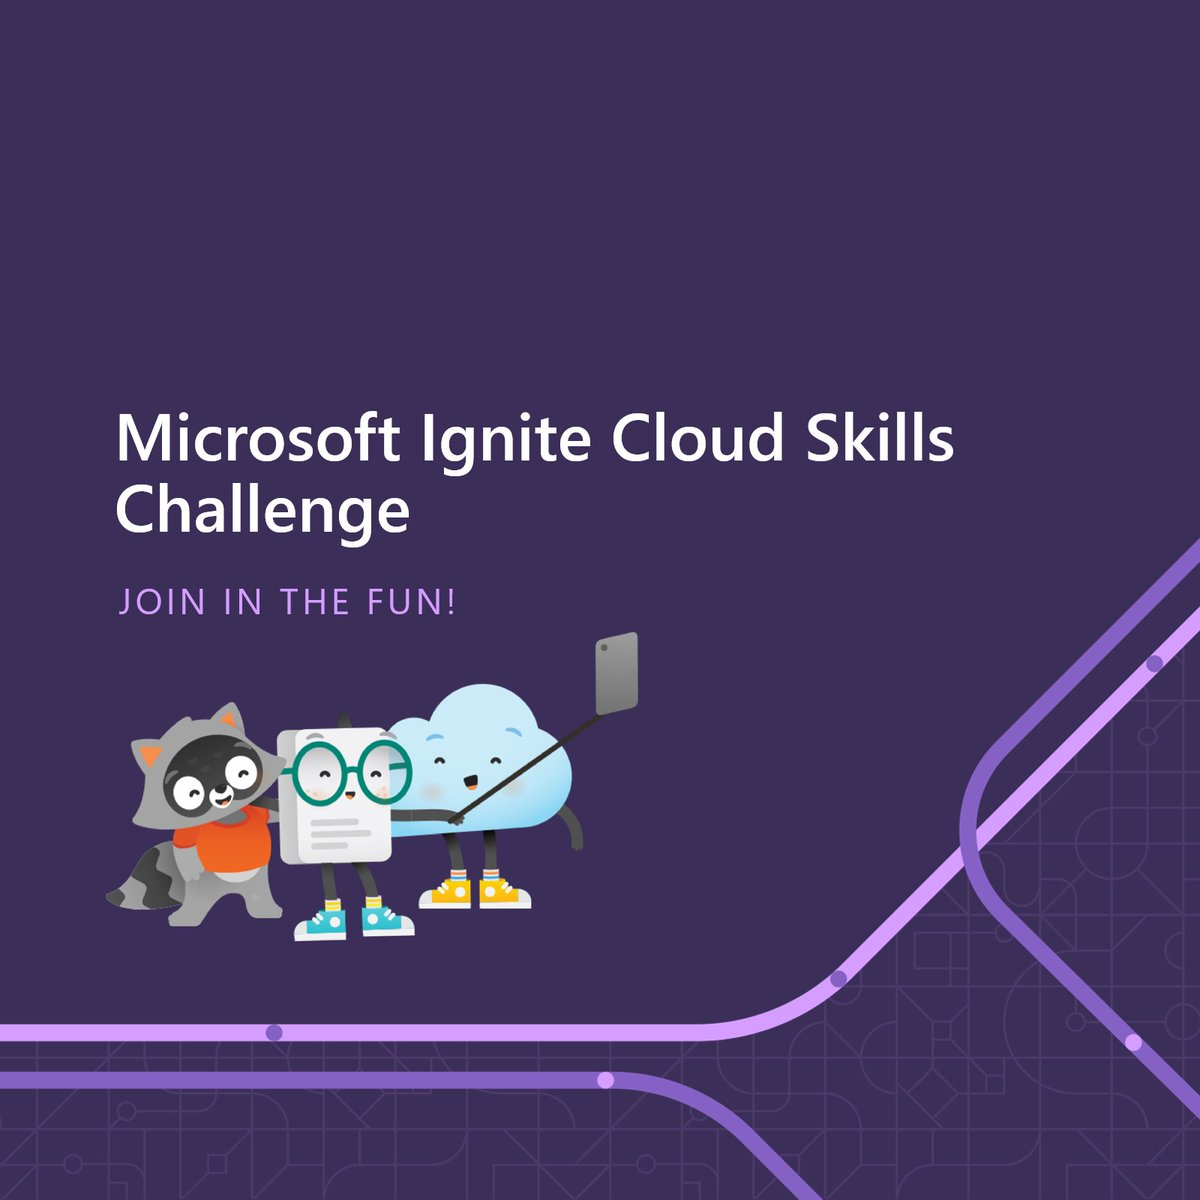 Microsoft Ignite Cloud Skills
Challenge
JOIN IN THE FUN!